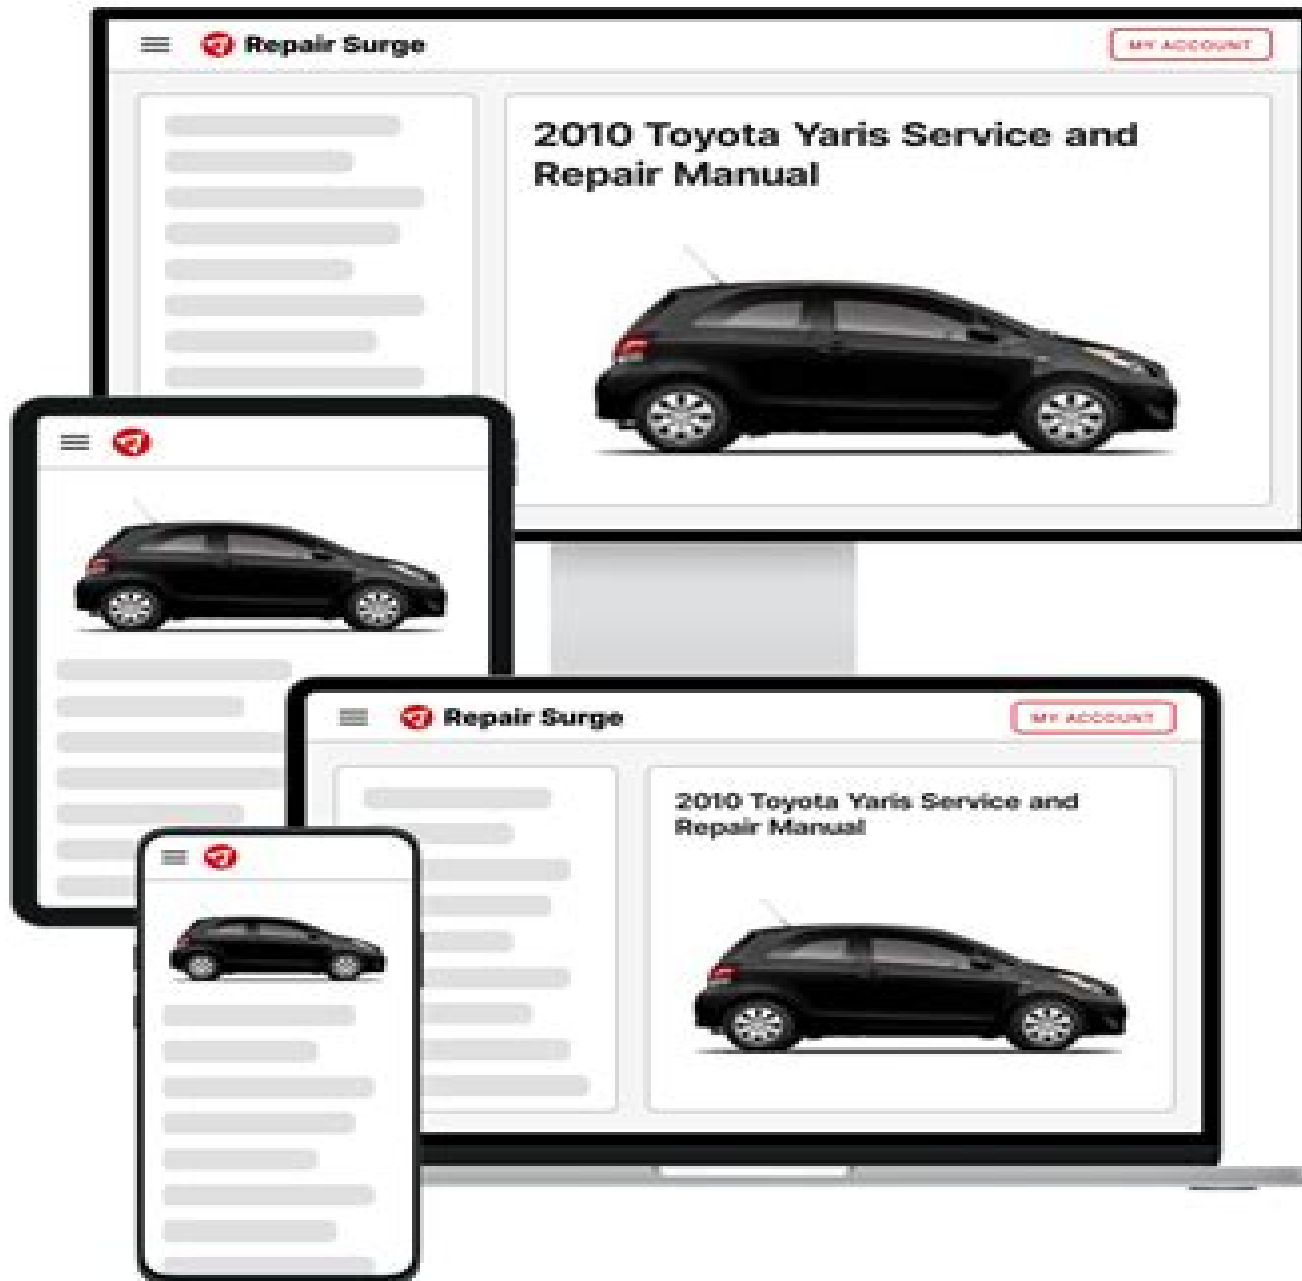 Repair Surge
MY ACCOUNT
2010 Toyota Yaris Service and
Repair Manual
Repair Surge
MY ACCOUNT
2010 Toyota Yaris Service and
Repair Manual